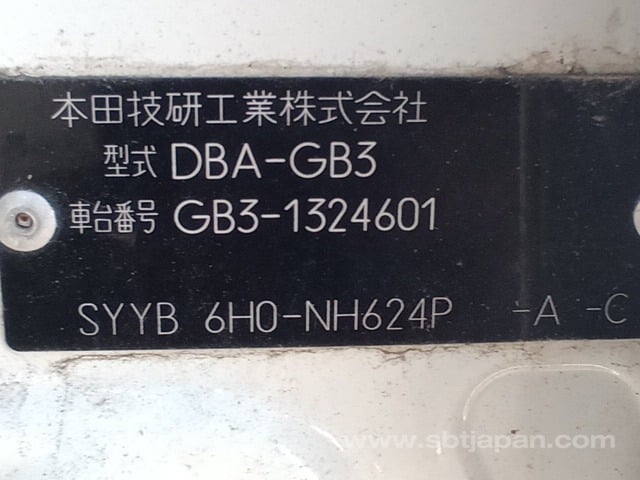 本田技研工業株式会社
型式 DBA-GB3
車台番号 GB3-1324601
SYYB 6H0-NH624P -A -C
www.sbtjapan.com